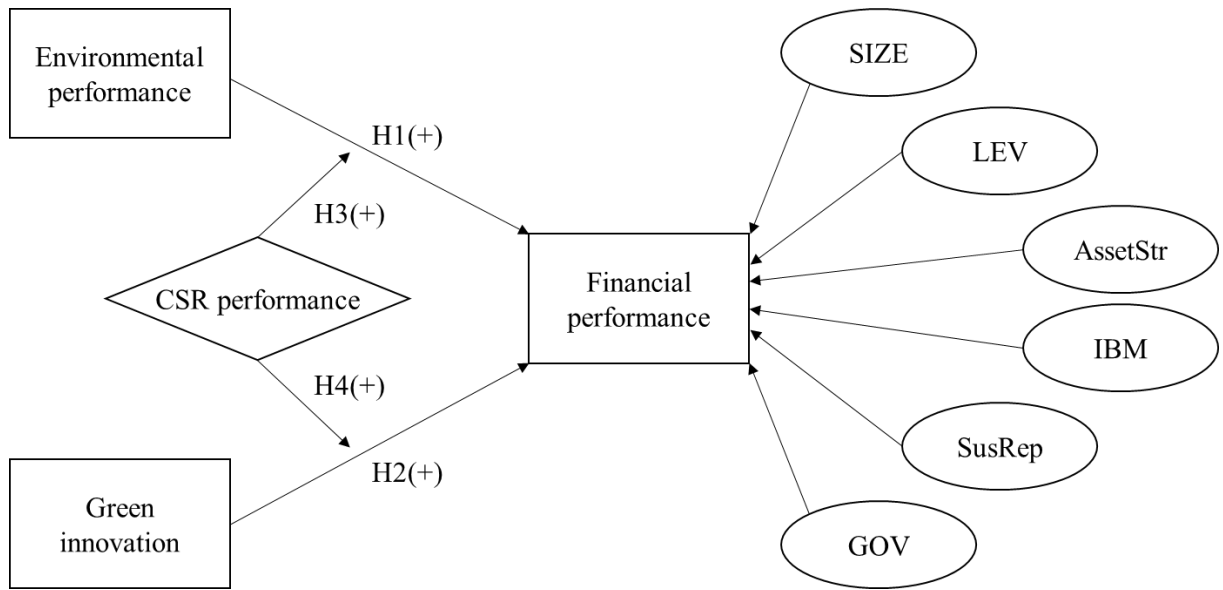 Environmental
performance
H1(+)
H3(+)
CSR performance
H4(+)
H2(+)
Green
innovation
Financial
performance
SIZE
LEV
AssetStr
IBM
SusRep
GOV